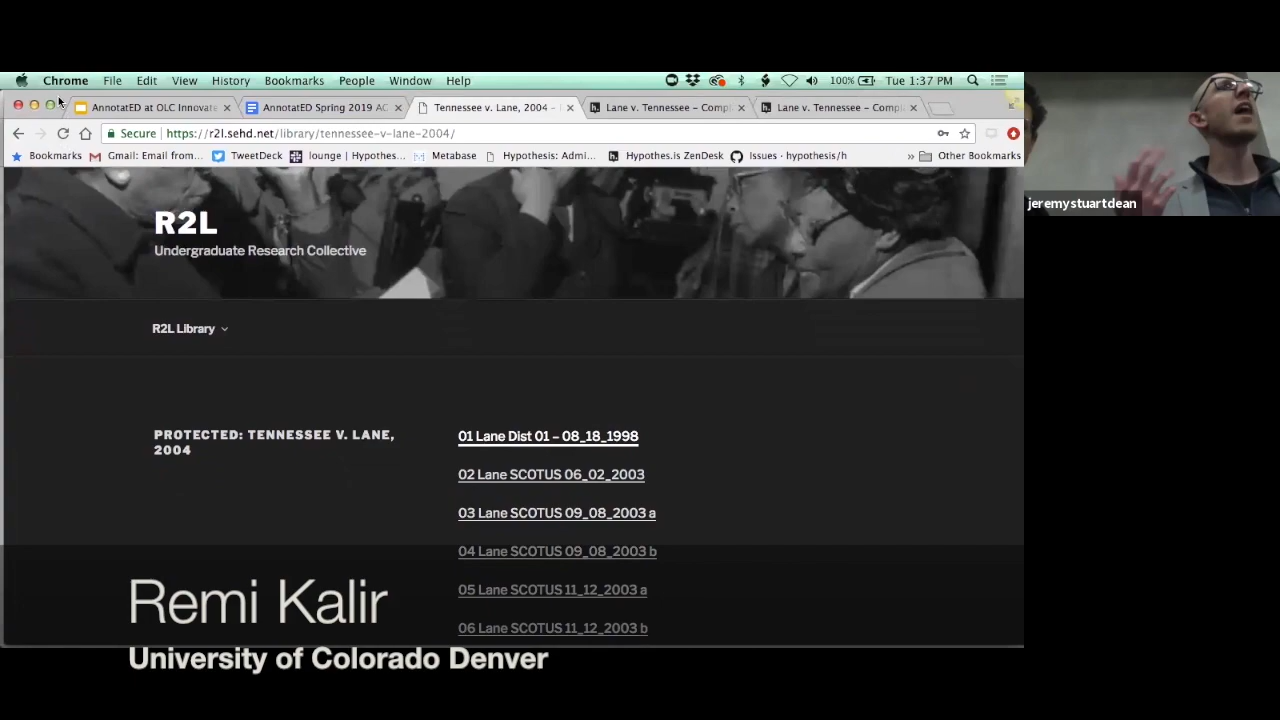 Chrome File Edit View History Bookmarks People Window Help 100% Tue 1:37 PM
AnnotatED at OLC Innovate
AnnotatED Spring 2019 AC
Tennessee v. Lane, 2004 –
Lane v. Tennessee – Compl
Lane v. Tennessee – Compl
Secure https://r2l.sehd.net/library/tennessee-v-lane-2004/
Bookmarks Gmail: Email from... TweetDeck lounge | Hypothes... Metabase Hypothesis: Admi... Hypothes.is ZenDesk Issues · hypothesis/h » Other Bookmarks
jeremystuartdean
R2L
Undergraduate Research Collective
R2L Library
PROTECTED: TENNESSEE V. LANE,
2004
01 Lane Dist 01 – 08_18_1998
02 Lane SCOTUS 06_02_2003
03 Lane SCOTUS 09_08_2003 a
04 Lane SCOTUS 09_08_2003 b
05 Lane SCOTUS 11_12_2003 a
06 Lane SCOTUS 11_12_2003 b
Remi Kalir
University of Colorado Denver